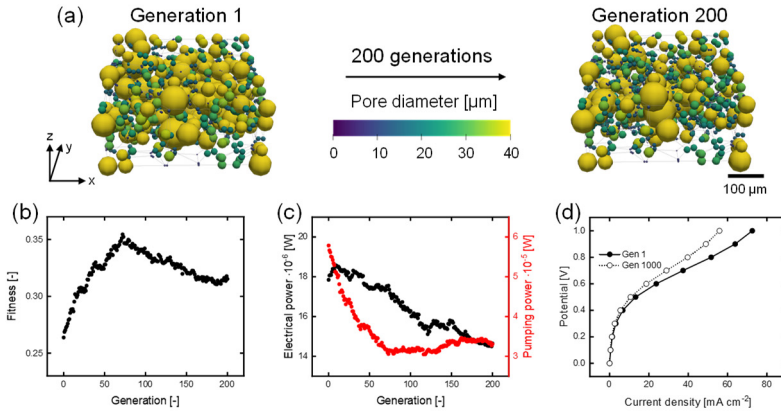 (a)
Generation 1
Generation 200
200 generations
Pore diameter [µm]
0 10 20 30 40
z
y
x
100 µm
(b)
Fitness [-]
0.35
0.30
0.25
0 50 100 150 200
Generation [-]
(c)
Electrical power ·10⁻⁶ [W]
20
18
16
14
0 50 100 150 200
Generation [-]
6
5
4
3
Pumping power ·10⁻⁵ [W]
(d)
Potential [V]
1.0
0.8
0.6
0.4
0.2
0.0
Gen 1
Gen 1000
0 20 40 60 80
Current density [mA cm⁻²]